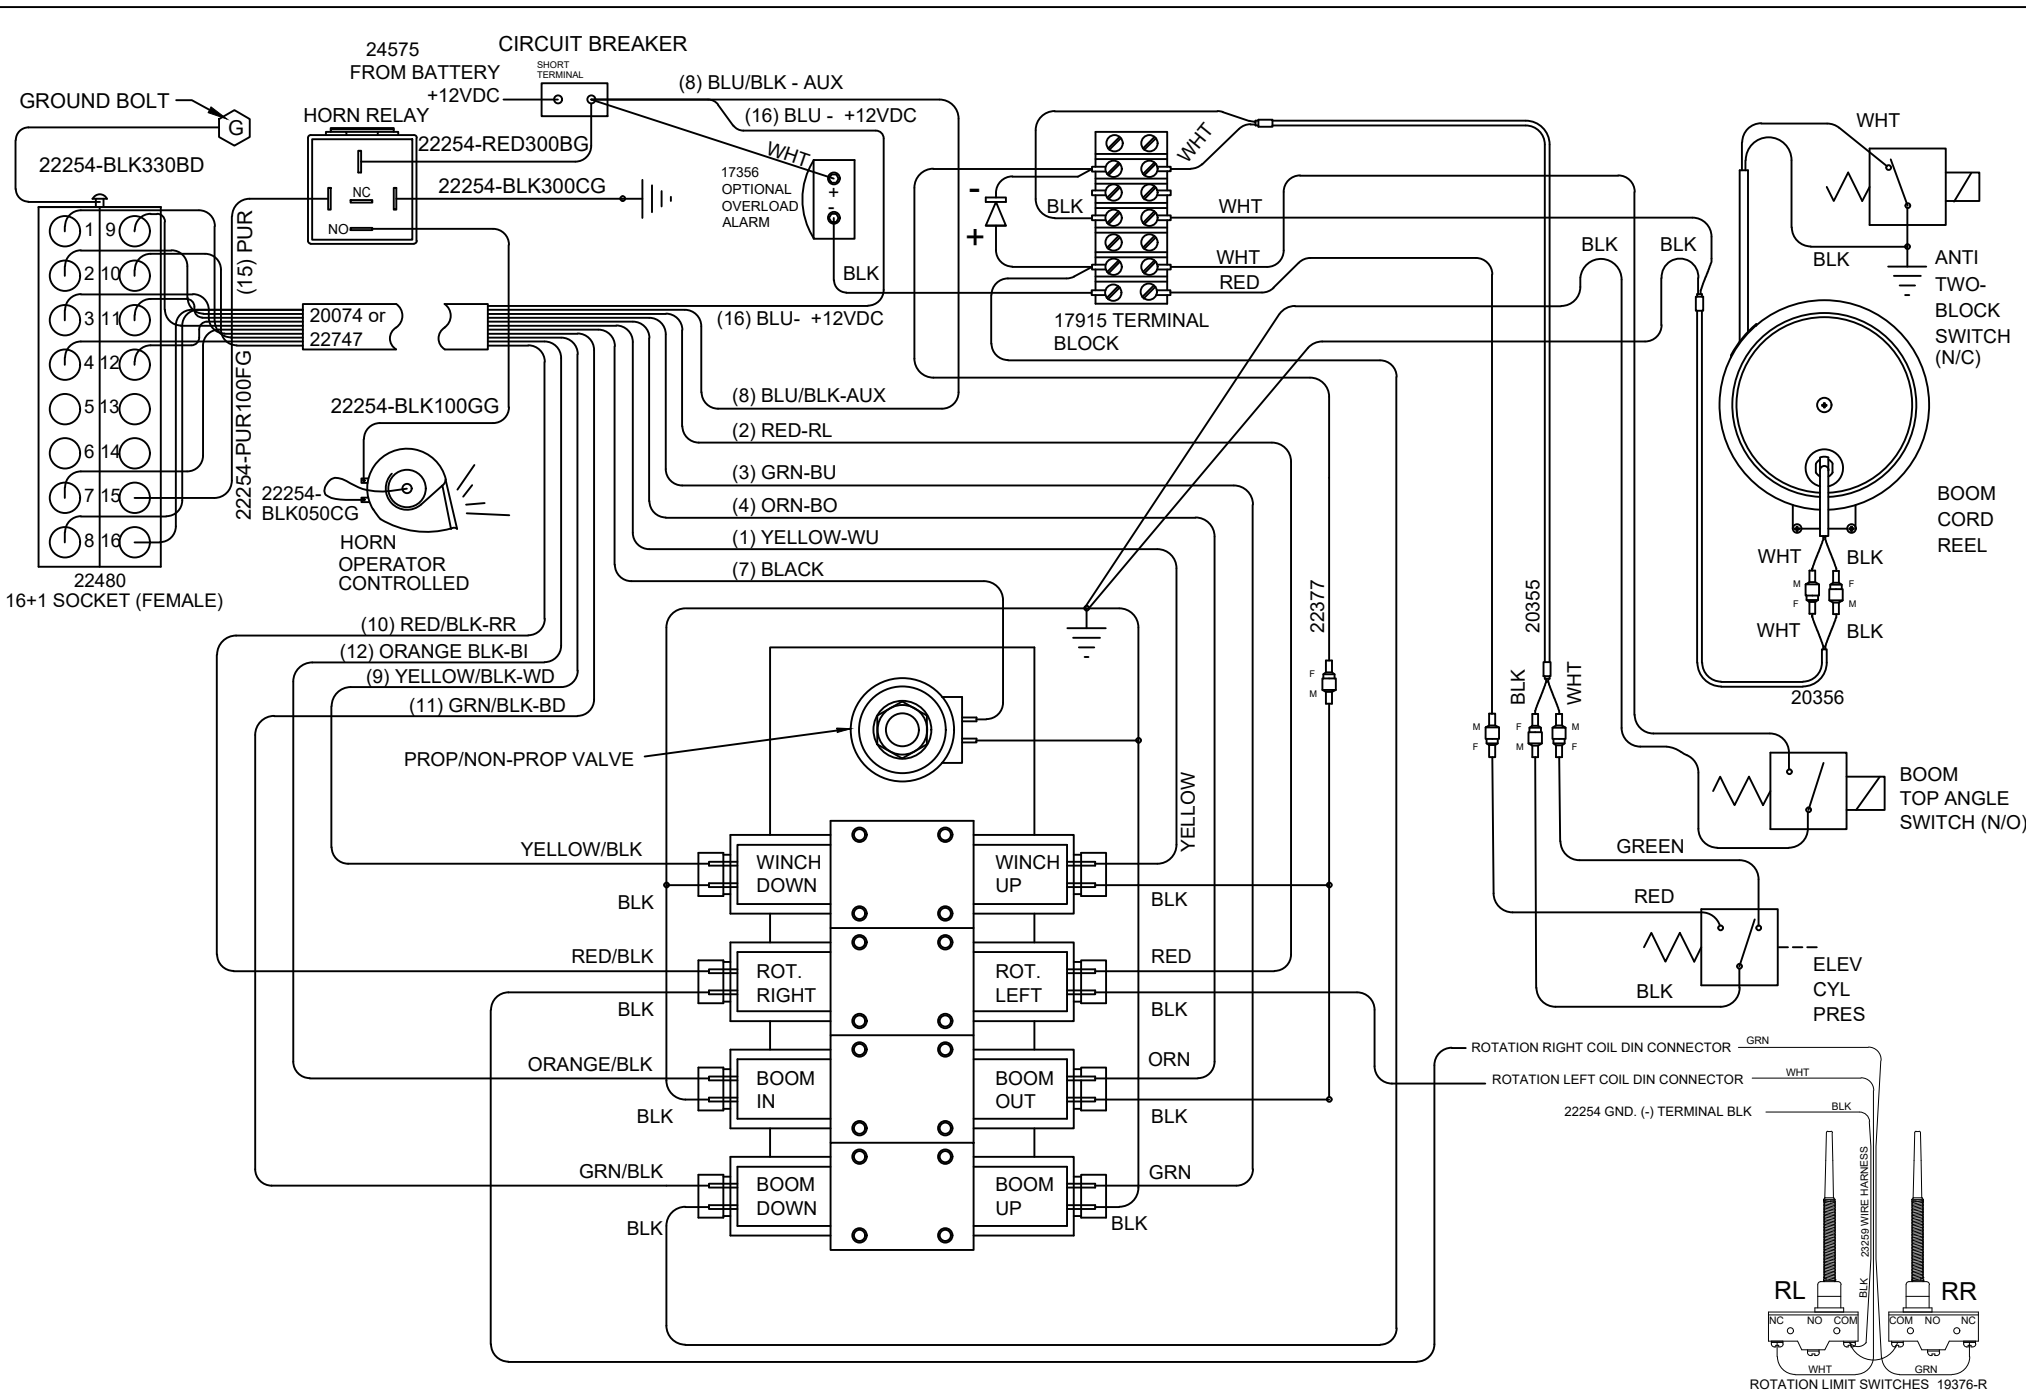 24575
FROM BATTERY
+12VDC
CIRCUIT BREAKER
SHORT
TERMINAL
(8) BLU/BLK - AUX
(16) BLU - +12VDC
GROUND BOLT
G
HORN RELAY
22254-RED300BG
22254-BLK330BD
22254-BLK300CG
NC
NO
(15) PUR
22254-PUR100FG
WHT
17356
OPTIONAL
OVERLOAD
ALARM
+
-
BLK
1 9
2 10
3 11
4 12
5 13
6 14
7 15
8 16
22480
16+1 SOCKET (FEMALE)
20074 or
22747
(16) BLU- +12VDC
22254-BLK100GG
22254-
BLK050CG
HORN
OPERATOR
CONTROLLED
(8) BLU/BLK-AUX
(2) RED-RL
(3) GRN-BU
(4) ORN-BO
(1) YELLOW-WU
(7) BLACK
(10) RED/BLK-RR
(12) ORANGE BLK-BI
(9) YELLOW/BLK-WD
(11) GRN/BLK-BD
PROP/NON-PROP VALVE
-
+
BLK
WHT
WHT
WHT
RED
17915 TERMINAL
BLOCK
BLK
BLK
WHT
BLK
ANTI
TWO-
BLOCK
SWITCH
(N/C)
BOOM
CORD
REEL
WHT
BLK
M
F
F
M
WHT
BLK
20356
22377
F
M
20355
BLK
WHT
M
F
F
M
M
F
BOOM
TOP ANGLE
SWITCH (N/O)
GREEN
RED
BLK
ELEV
CYL
PRES
YELLOW/BLK
BLK
WINCH
DOWN
WINCH
UP
YELLOW
BLK
RED/BLK
BLK
ROT.
RIGHT
ROT.
LEFT
RED
BLK
ORANGE/BLK
BLK
BOOM
IN
BOOM
OUT
ORN
BLK
GRN/BLK
BLK
BOOM
DOWN
BOOM
UP
GRN
BLK
ROTATION RIGHT COIL DIN CONNECTOR
GRN
ROTATION LEFT COIL DIN CONNECTOR
WHT
22254 GND. (-) TERMINAL BLK
BLK
23259 WIRE HARNESS
BLK
RL
RR
NC NO COM
COM NO NC
WHT
GRN
ROTATION LIMIT SWITCHES 19376-R